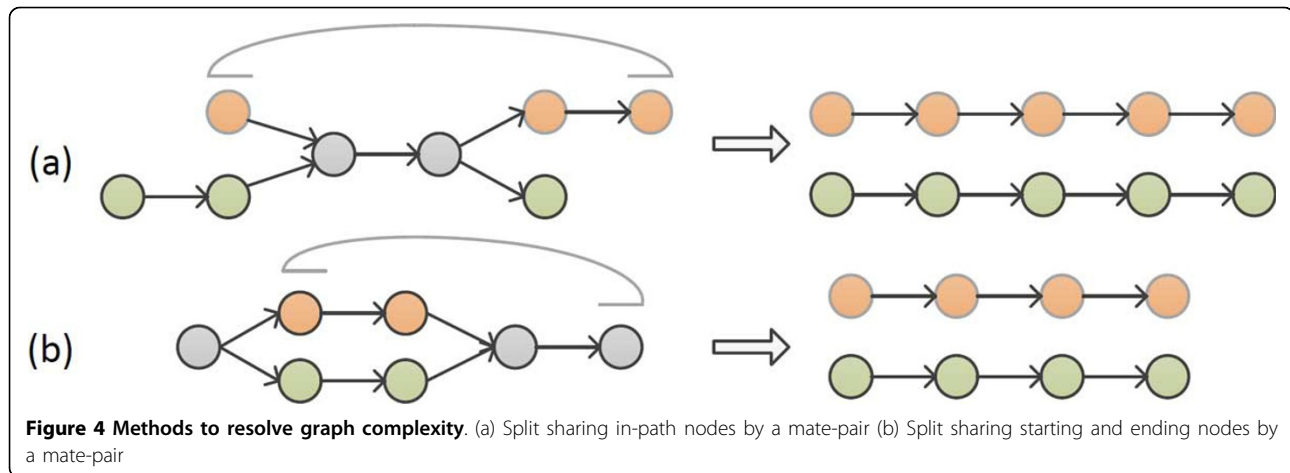 (a)
(b)
Figure 4 Methods to resolve graph complexity. (a) Split sharing in-path nodes by a mate-pair (b) Split sharing starting and ending nodes by
a mate-pair